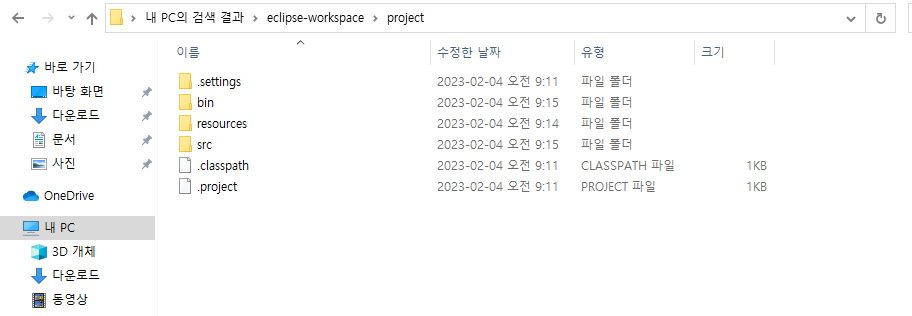 내 PC의 검색 결과 > eclipse-workspace > project
이름 수정한 날짜 유형 크기
바로 가기
바탕 화면
다운로드
문서
사진
OneDrive
내 PC
3D 개체
다운로드
동영상
.settings 2023-02-04 오전 9:11 파일 폴더
bin 2023-02-04 오전 9:15 파일 폴더
resources 2023-02-04 오전 9:14 파일 폴더
src 2023-02-04 오전 9:15 파일 폴더
.classpath 2023-02-04 오전 9:11 CLASSPATH 파일 1KB
.project 2023-02-04 오전 9:11 PROJECT 파일 1KB